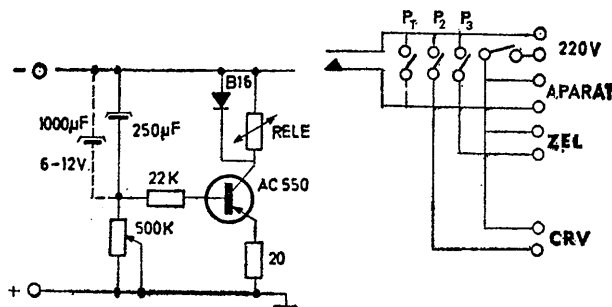 P₁ P₂ P₃
220V
APARAT
ZEL
CRV
−
B16
1000μF
250μF
6-12V
RELE
22K
AC 550
500K
20
+